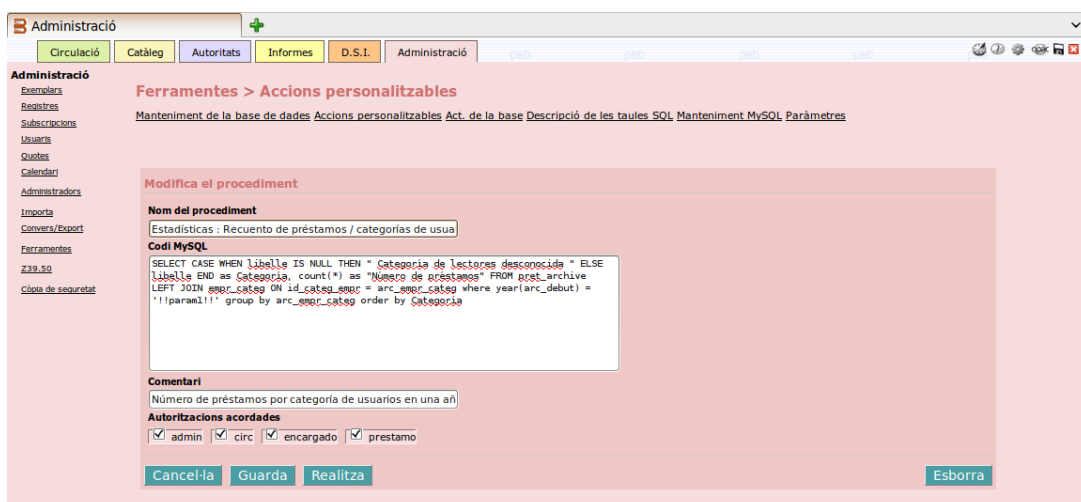 Administració
Circulació Catàleg Autoritats Informes D.S.I. Administració
Administració
Exemplars
Registres
Subscripcions
Usuaris
Quotes
Calendari
Administradors
Importa
Convers/Export
Ferramentes
Z39.50
Còpia de seguretat
Ferramentes > Accions personalitzables
Manteniment de la base de dades Accions personalitzables Act. de la base Descripció de les taules SQL Manteniment MySQL Paràmetres
Modifica el procediment
Nom del procediment
Estadísticas : Recuento de préstamos / categorías de usua
Codi MySQL
SELECT CASE WHEN libelle IS NULL THEN " Categoria de lectores desconocida " ELSE
libelle END as Categoria, count(*) as "Número de préstamos" FROM pret_archive
LEFT JOIN empr_categ ON id_categ_empr = arc_empr_categ where year(arc_debut) =
'!!param1!!' group by arc_empr_categ order by Categoria
Comentari
Número de préstamos por categoría de usuarios en una añ
Autoritzacions acordades
admin circ encargado prestamo
Cancel·la Guarda Realitza Esborra